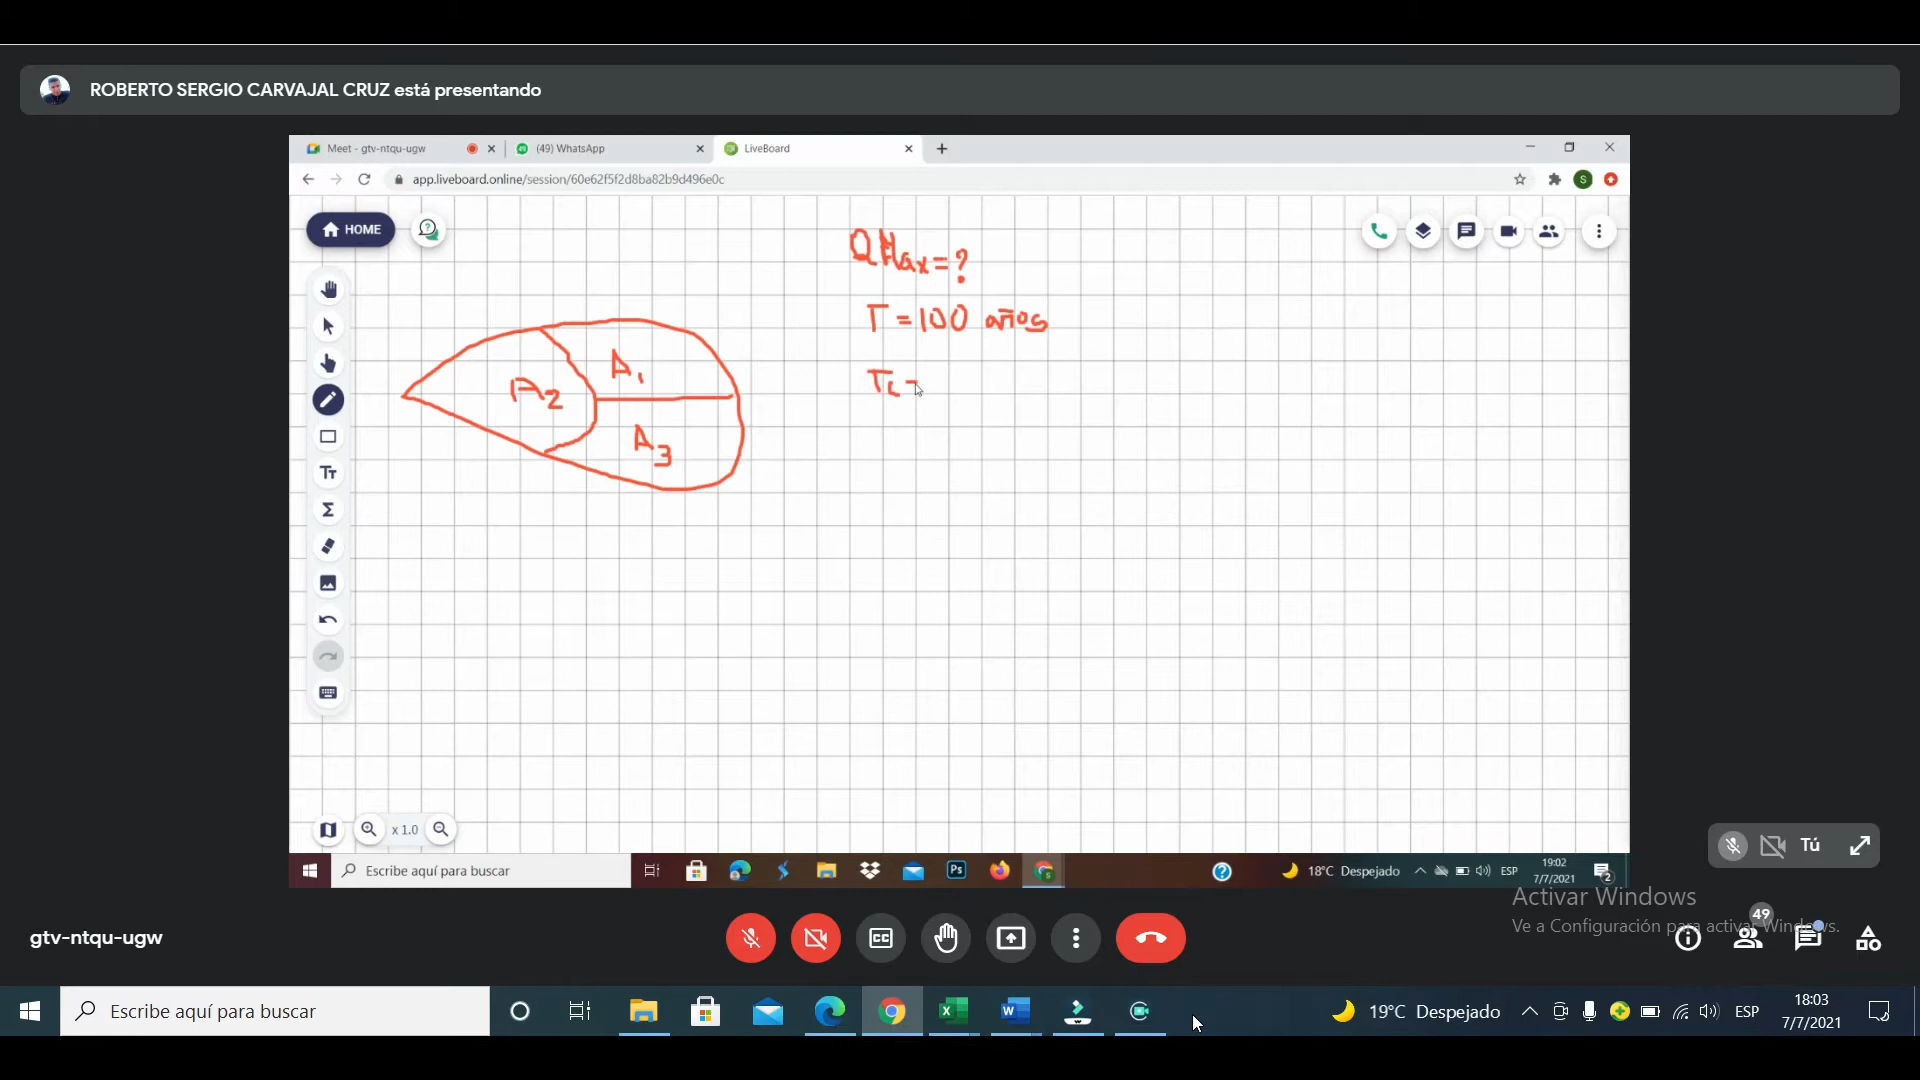 ROBERTO SERGIO CARVAJAL CRUZ está presentando
Meet - gtv-ntqu-ugw
(49) WhatsApp
LiveBoard
app.liveboard.online/session/60e62f5f2d8ba82b9d496e0c
S
HOME
QMax=?
T = 100 años
Tc -
A1
A2
A3
Tт
Σ
x 1.0
Escribe aquí para buscar
Ps
18°C Despejado
ESP
19:02
7/7/2021
2
Tú
Activar Windows
Ve a Configuración para activar Windows.
gtv-ntqu-ugw
49
Escribe aquí para buscar
19°C Despejado
ESP
18:03
7/7/2021